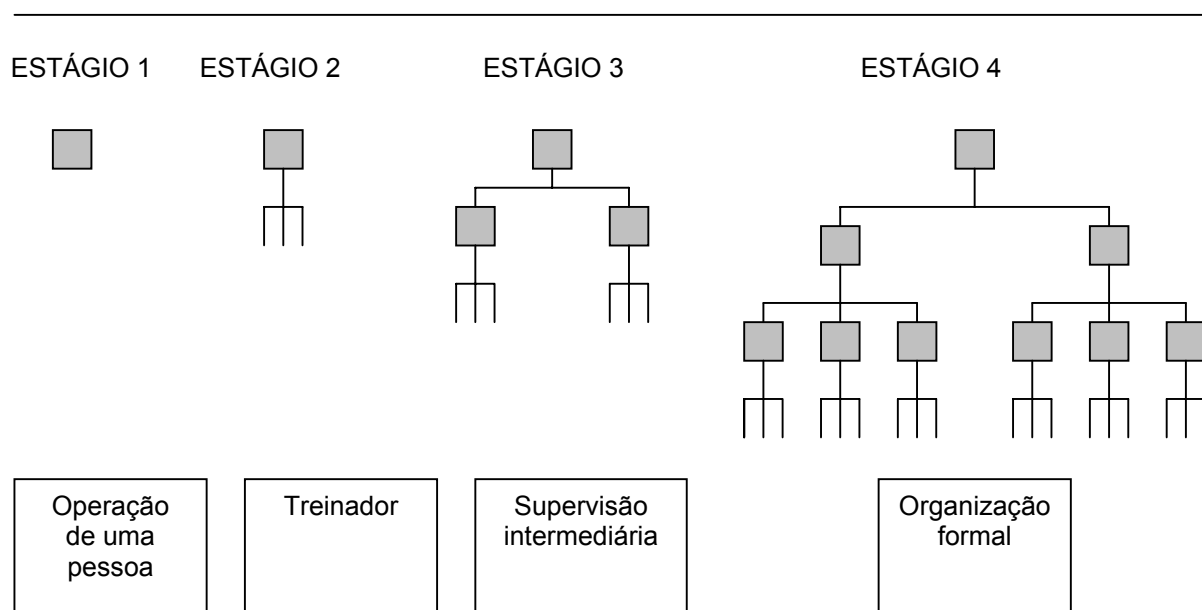 ESTÁGIO 1 ESTÁGIO 2 ESTÁGIO 3 ESTÁGIO 4
Operação
de uma
pessoa
Treinador
Supervisão
intermediária
Organização
formal